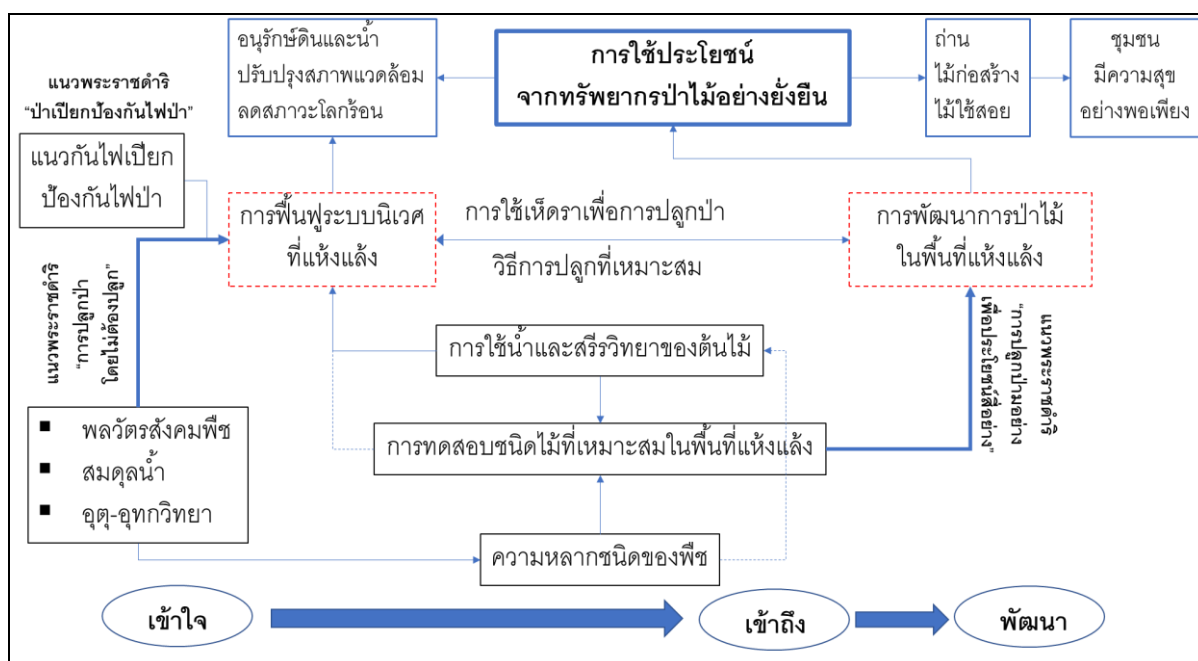 อนุรักษ์ดินและน้ำ
ปรับปรุงสภาพแวดล้อม
ลดสภาวะโลกร้อน
การใช้ประโยชน์
จากทรัพยากรป่าไม้อย่างยั่งยืน
ถ่าน
ไม้ก่อสร้าง
ไม้ใช้สอย
ชุมชน
มีความสุข
อย่างพอเพียง
แนวพระราชดำริ
“ป่าเปียกป้องกันไฟป่า”
แนวกันไฟเปียก
ป้องกันไฟป่า
การฟื้นฟูระบบนิเวศ
ที่แห้งแล้ง
การใช้เห็ดราเพื่อการปลูกป่า
วิธีการปลูกที่เหมาะสม
การพัฒนาการป่าไม้
ในพื้นที่แห้งแล้ง
แนวพระราชดำริ
“การปลูกป่า
โดยไม่ต้องปลูก”
แนวพระราชดำริ
“การปลูกป่ามอย่าง
เพื่อประโยชน์สี่อย่าง”
การใช้น้ำและสรีรวิทยาของต้นไม้
การทดสอบชนิดไม้ที่เหมาะสมในพื้นที่แห้งแล้ง
▪ พลวัตรสังคมพืช
▪ สมดุลน้ำ
▪ อุตุ-อุทกวิทยา
ความหลากชนิดของพืช
เข้าใจ
เข้าถึง
พัฒนา